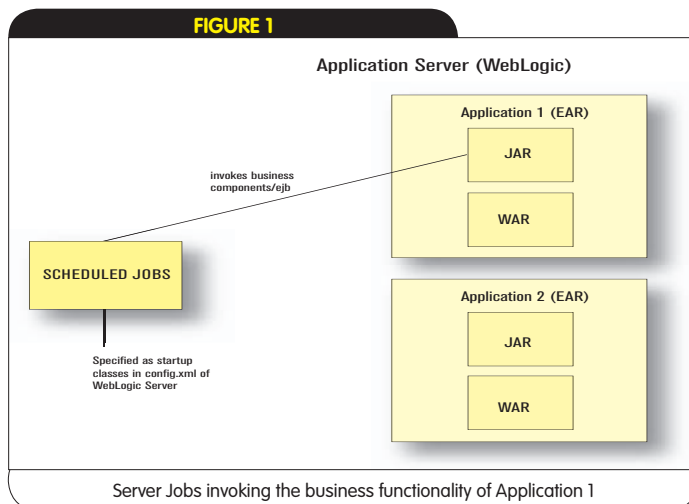 FIGURE 1
Application Server (WebLogic)
Application 1 (EAR)
JAR
WAR
invokes business
components/ejb
SCHEDULED JOBS
Specified as startup
classes in config.xml of
WebLogic Server
Application 2 (EAR)
JAR
WAR
Server Jobs invoking the business functionality of Application 1